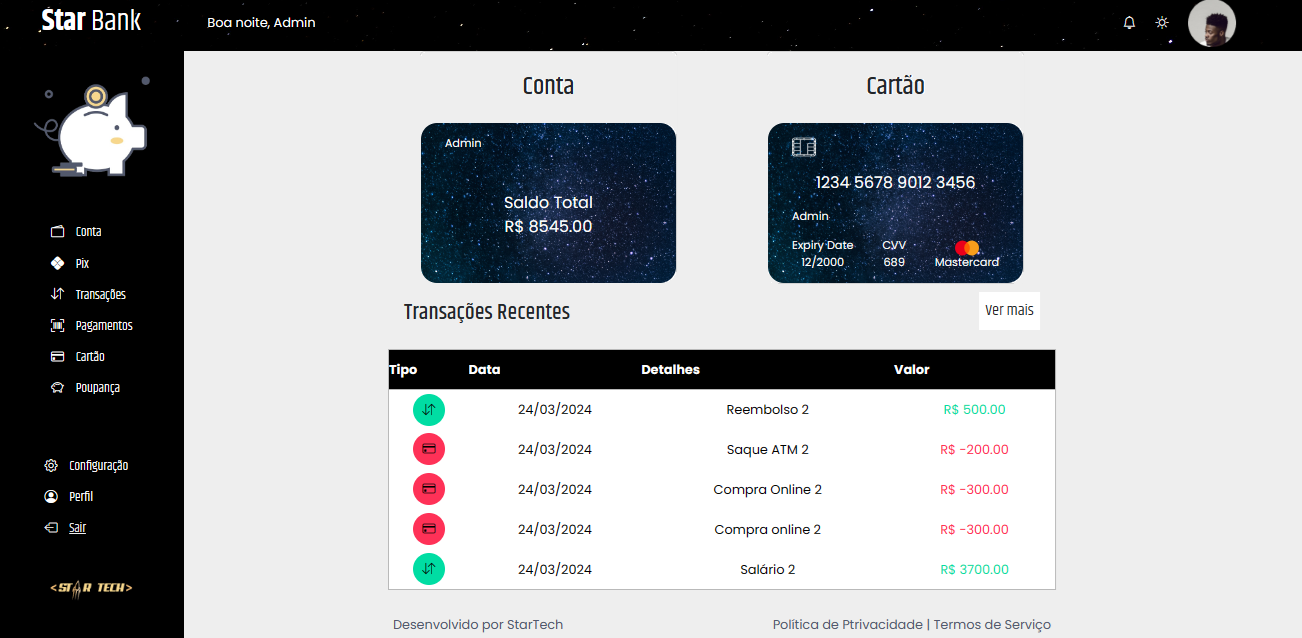 Star Bank
Boa noite, Admin
Conta
Pix
Transações
Pagamentos
Cartão
Poupança
Configuração
Perfil
Sair
<STAR TECH>
Conta
Admin
Saldo Total
R$ 8545.00
Cartão
1234 5678 9012 3456
Admin
Expiry Date CVV
12/2000 689 Mastercard
Transações Recentes Ver mais
Tipo Data Detalhes Valor
24/03/2024 Reembolso 2 R$ 500.00
24/03/2024 Saque ATM 2 R$ -200.00
24/03/2024 Compra Online 2 R$ -300.00
24/03/2024 Compra online 2 R$ -300.00
24/03/2024 Salário 2 R$ 3700.00
Desenvolvido por StarTech Política de Ptrivacidade | Termos de Serviço